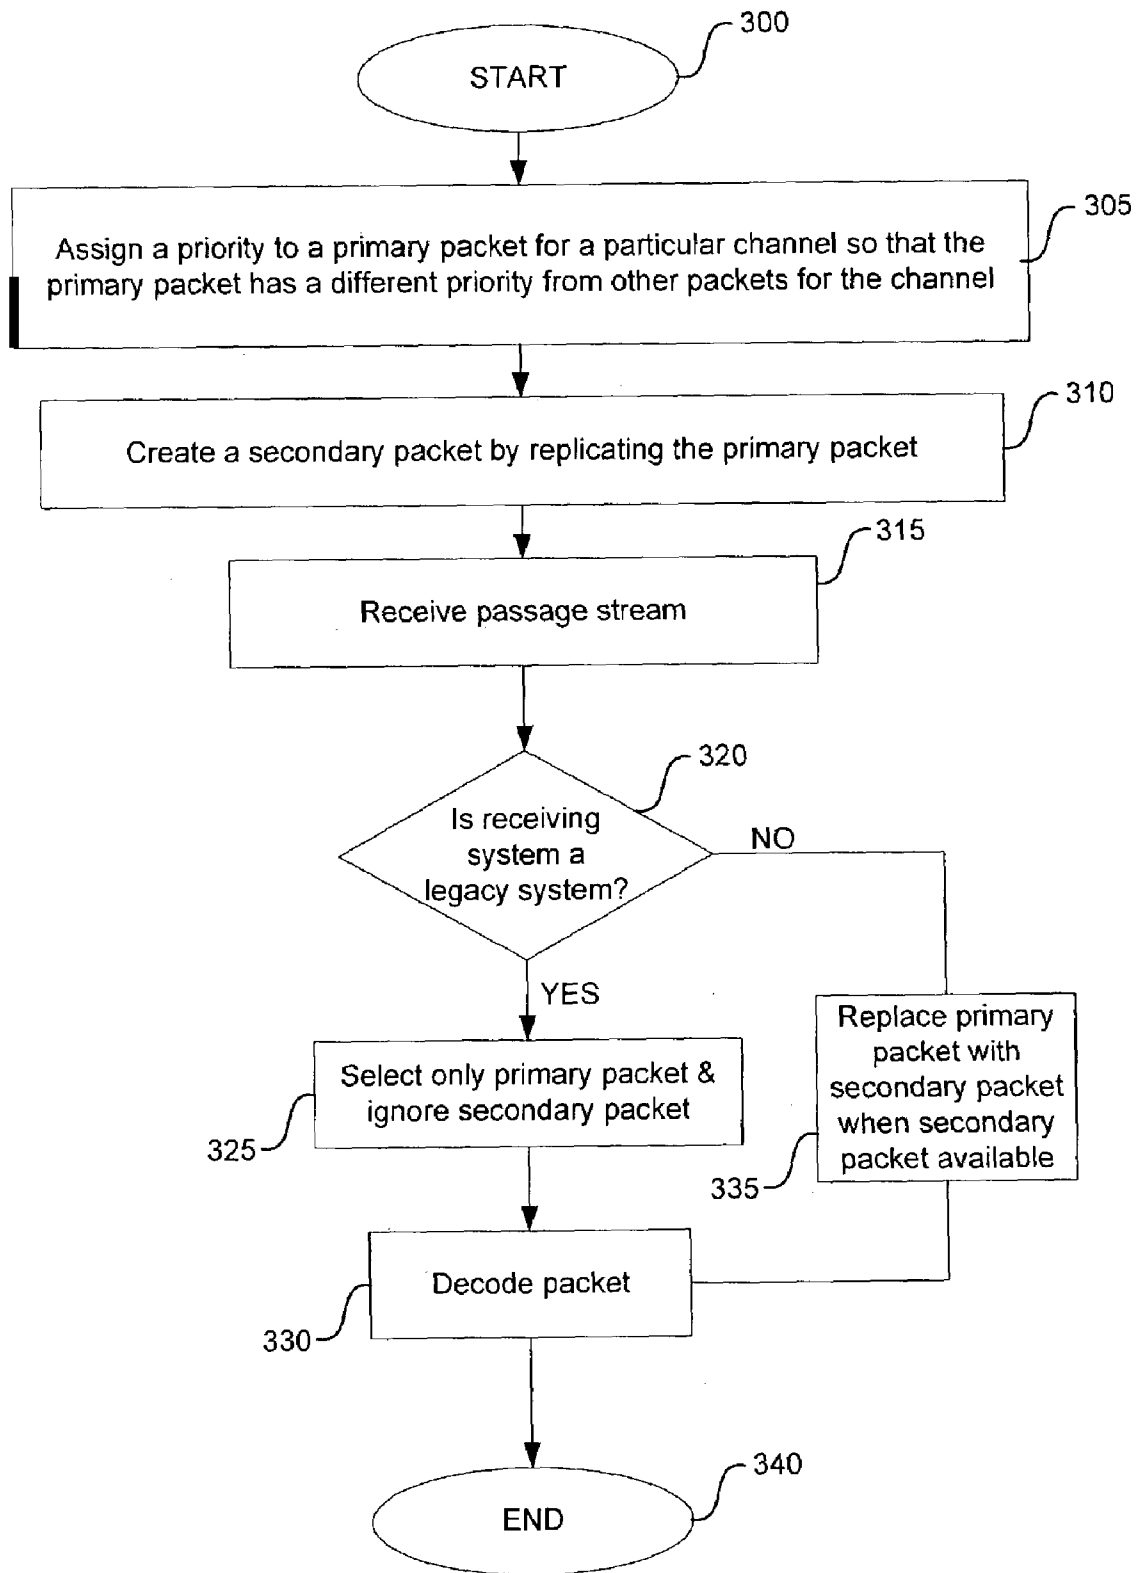 300
START
305
Assign a priority to a primary packet for a particular channel so that the
primary packet has a different priority from other packets for the channel
310
Create a secondary packet by replicating the primary packet
315
Receive passage stream
320
Is receiving
system a
legacy system?
NO
YES
Replace primary
packet with
secondary packet
when secondary
packet available
335
Select only primary packet &
ignore secondary packet
325
Decode packet
330
340
END